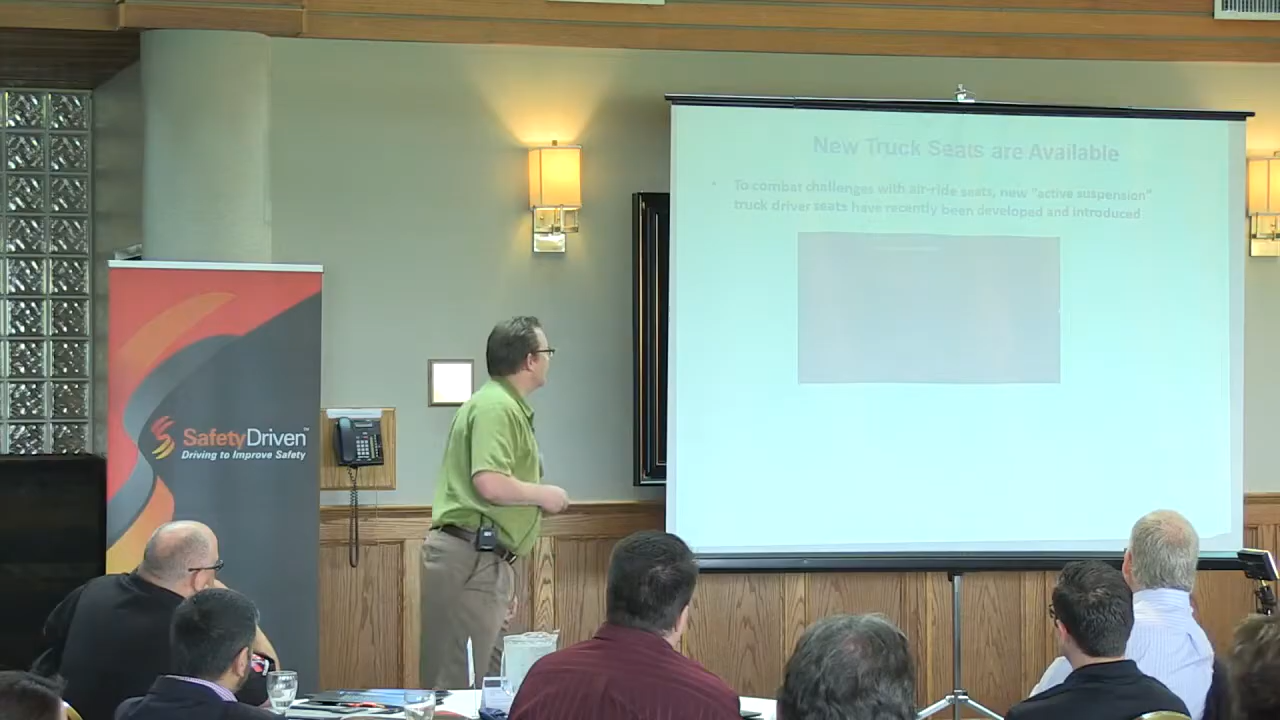 New Truck Seats are Available
• To combat challenges with air-ride seats, new "active suspension"
truck driver seats have recently been developed and introduced
SafetyDriven™
Driving to Improve Safety